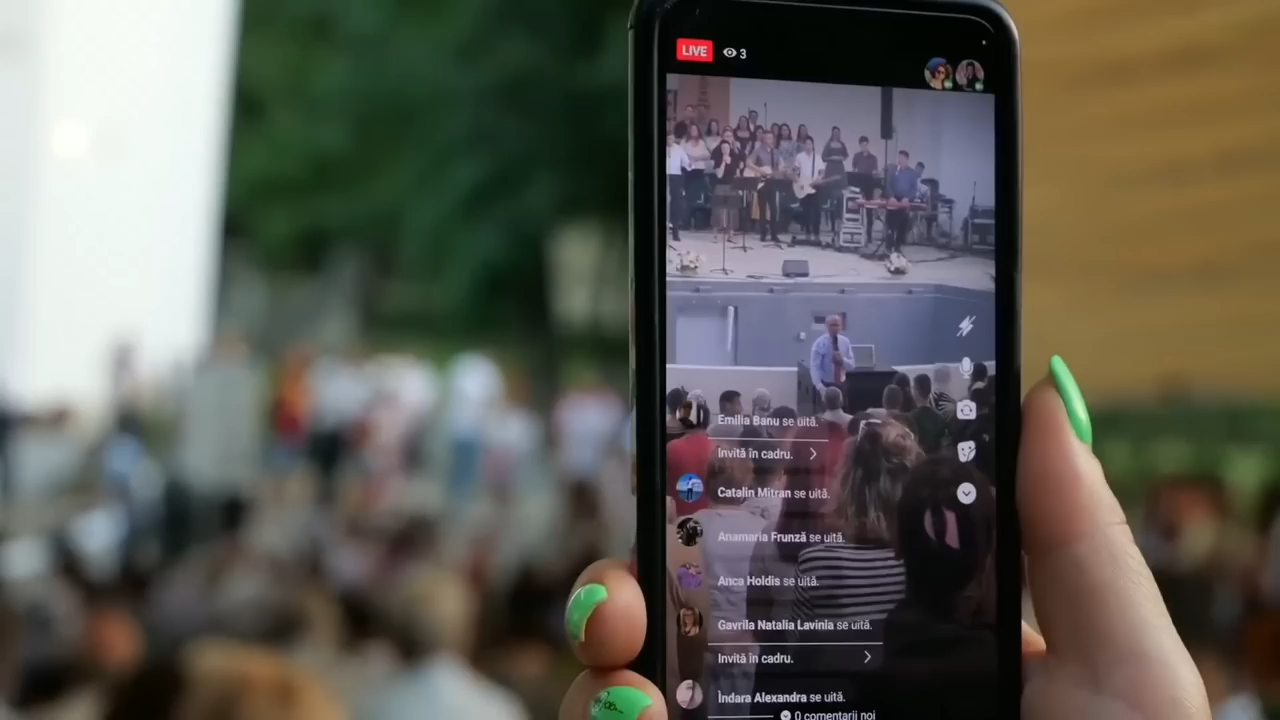 LIVE 3
Emilia Banu se uită.
Invită în cadru.
Catalin Mitran se uită.
Anamaria Frunză se uită.
Anca Holdis se uită.
Gavrila Natalia Lavinia se uită.
Invită în cadru.
Îndara Alexandra se uită.
0 comentarii noi